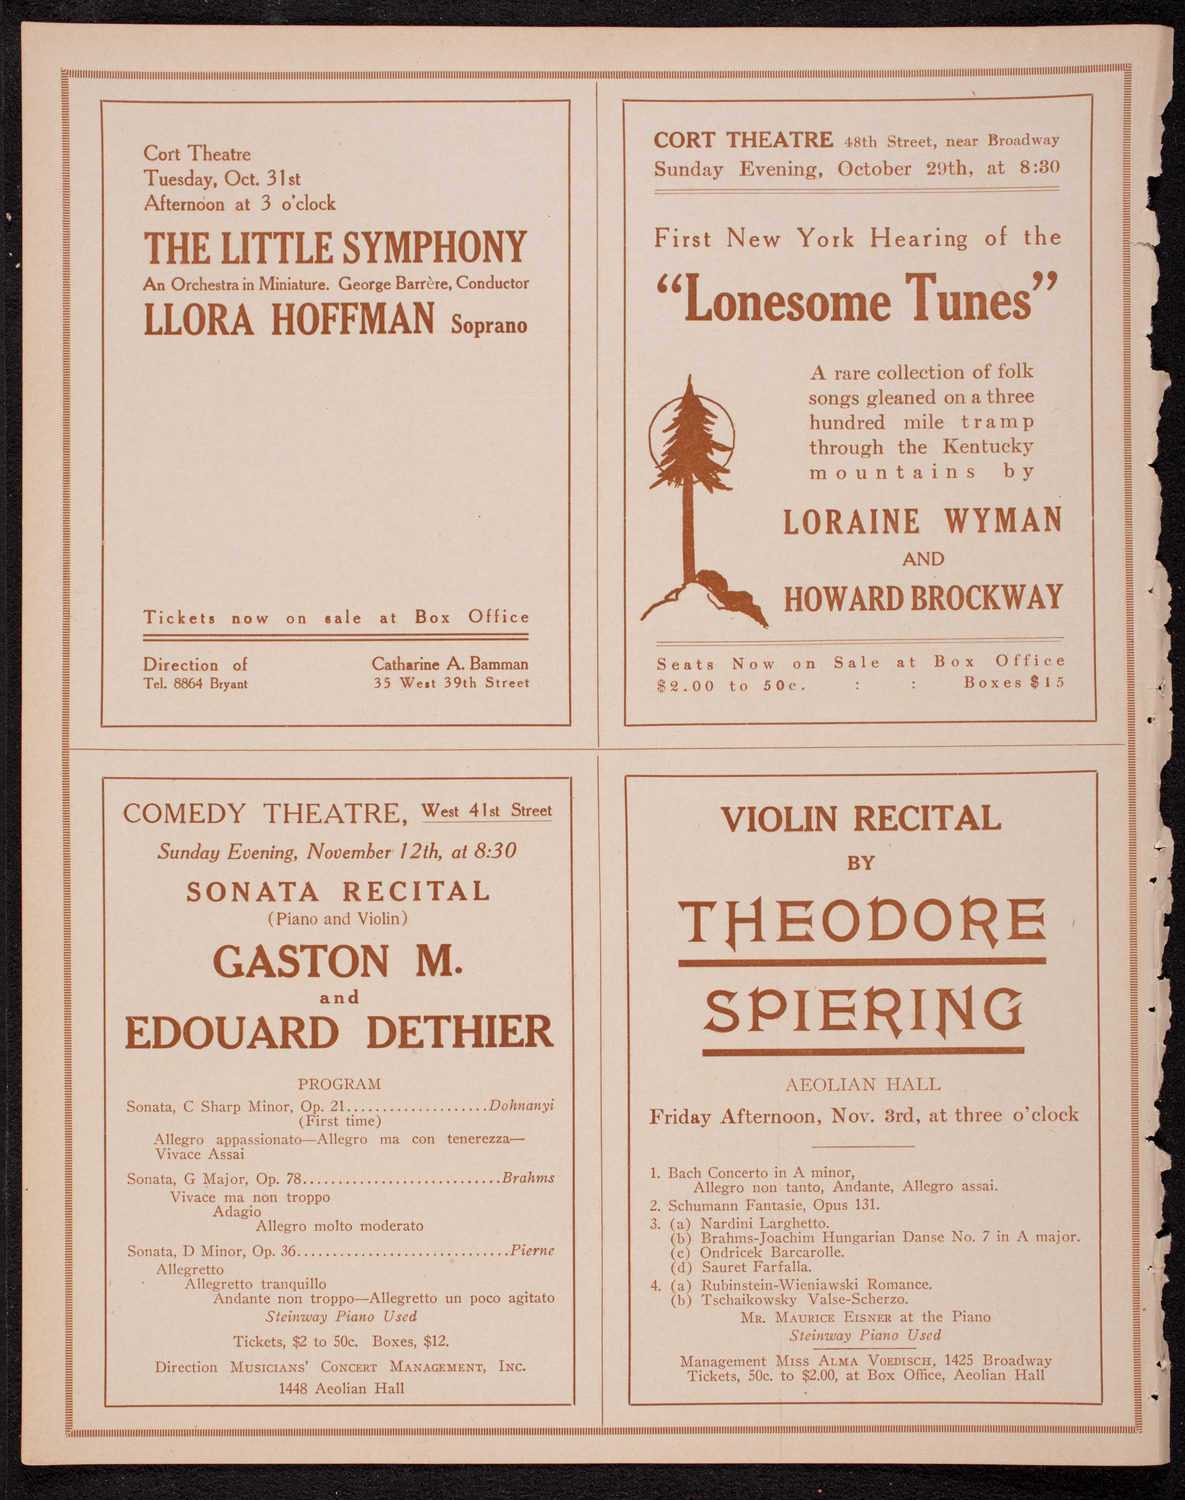 Cort Theatre
Tuesday, Oct. 31st
Afternoon at 3 o'clock
THE LITTLE SYMPHONY
An Orchestra in Miniature. George Barrère, Conductor
LLORA HOFFMAN Soprano
Tickets now on sale at Box Office
Direction of Catharine A. Bamman
Tel. 8864 Bryant 35 West 39th Street
CORT THEATRE 48th Street, near Broadway
Sunday Evening, October 29th, at 8:30
First New York Hearing of the
"Lonesome Tunes"
A rare collection of folk
songs gleaned on a three
hundred mile tramp
through the Kentucky
mountains by
LORAINE WYMAN
AND
HOWARD BROCKWAY
Seats Now on Sale at Box Office
$2.00 to 50c. : : Boxes $15
COMEDY THEATRE, West 41st Street
Sunday Evening, November 12th, at 8:30
SONATA RECITAL
(Piano and Violin)
GASTON M.
and
EDOUARD DETHIER
PROGRAM
Sonata, C Sharp Minor, Op. 21....................Dohnanyi
(First time)
Allegro appassionato—Allegro ma con tenerezza—
Vivace Assai
Sonata, G Major, Op. 78............................Brahms
Vivace ma non troppo
Adagio
Allegro molto moderato
Sonata, D Minor, Op. 36..............................Pierne
Allegretto
Allegretto tranquillo
Andante non troppo—Allegretto un poco agitato
Steinway Piano Used
Tickets, $2 to 50c. Boxes, $12.
Direction MUSICIANS' CONCERT MANAGEMENT, INC.
1448 Aeolian Hall
VIOLIN RECITAL
BY
THEODORE
SPIERING
AEOLIAN HALL
Friday Afternoon, Nov. 3rd, at three o'clock
1. Bach Concerto in A minor,
Allegro non tanto, Andante, Allegro assai.
2. Schumann Fantasie, Opus 131.
3. (a) Nardini Larghetto.
(b) Brahms-Joachim Hungarian Danse No. 7 in A major.
(c) Ondricek Barcarolle.
(d) Sauret Farfalla.
4. (a) Rubinstein-Wieniawski Romance.
(b) Tschaikowsky Valse-Scherzo.
MR. MAURICE EISNER at the Piano
Steinway Piano Used
Management MISS ALMA VOEDISCH, 1425 Broadway
Tickets, 50c. to $2.00, at Box Office, Aeolian Hall